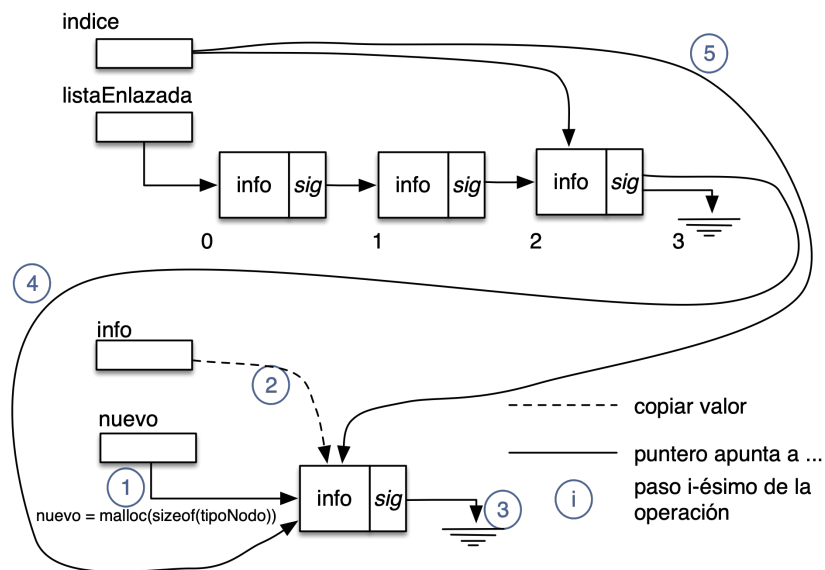 indice
5
listaEnlazada
info sig
info sig
info sig
0 1 2 3
4
info
2
copiar valor
nuevo
puntero apunta a ...
1
info sig
3
i
paso i-ésimo de la
operación
nuevo = malloc(sizeof(tipoNodo))